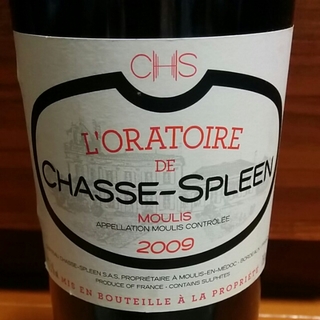 CHS
L'ORATOIRE
DE
CHASSE-SPLEEN
MOULIS
APPELLATION MOULIS CONTRÔLÉE
2009
CHASSE-SPLEEN S.A.S. PROPRIÉTAIRE À MOULIS-EN-MÉDOC
PRODUCE OF FRANCE - CONTAINS SULPHITES
MIS EN BOUTEILLE À LA PROPRIÉTÉ